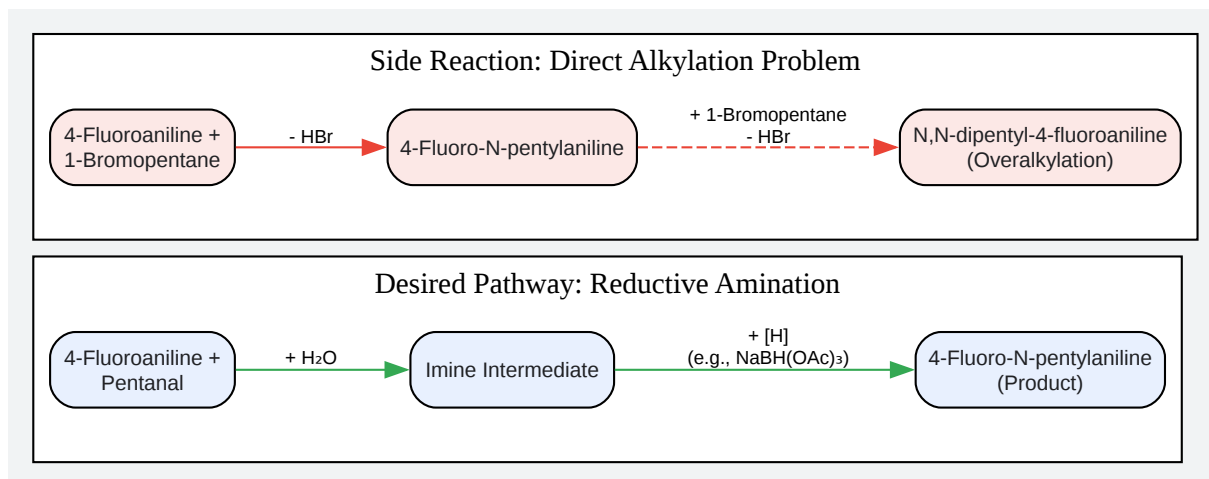 Side Reaction: Direct Alkylation Problem
4-Fluoroaniline +
1-Bromopentane
- HBr
4-Fluoro-N-pentylaniline
+ 1-Bromopentane
- HBr
N,N-dipentyl-4-fluoroaniline
(Overalkylation)
Desired Pathway: Reductive Amination
4-Fluoroaniline +
Pentanal
+ H₂O
Imine Intermediate
+ [H]
(e.g., NaBH(OAc)₃)
4-Fluoro-N-pentylaniline
(Product)